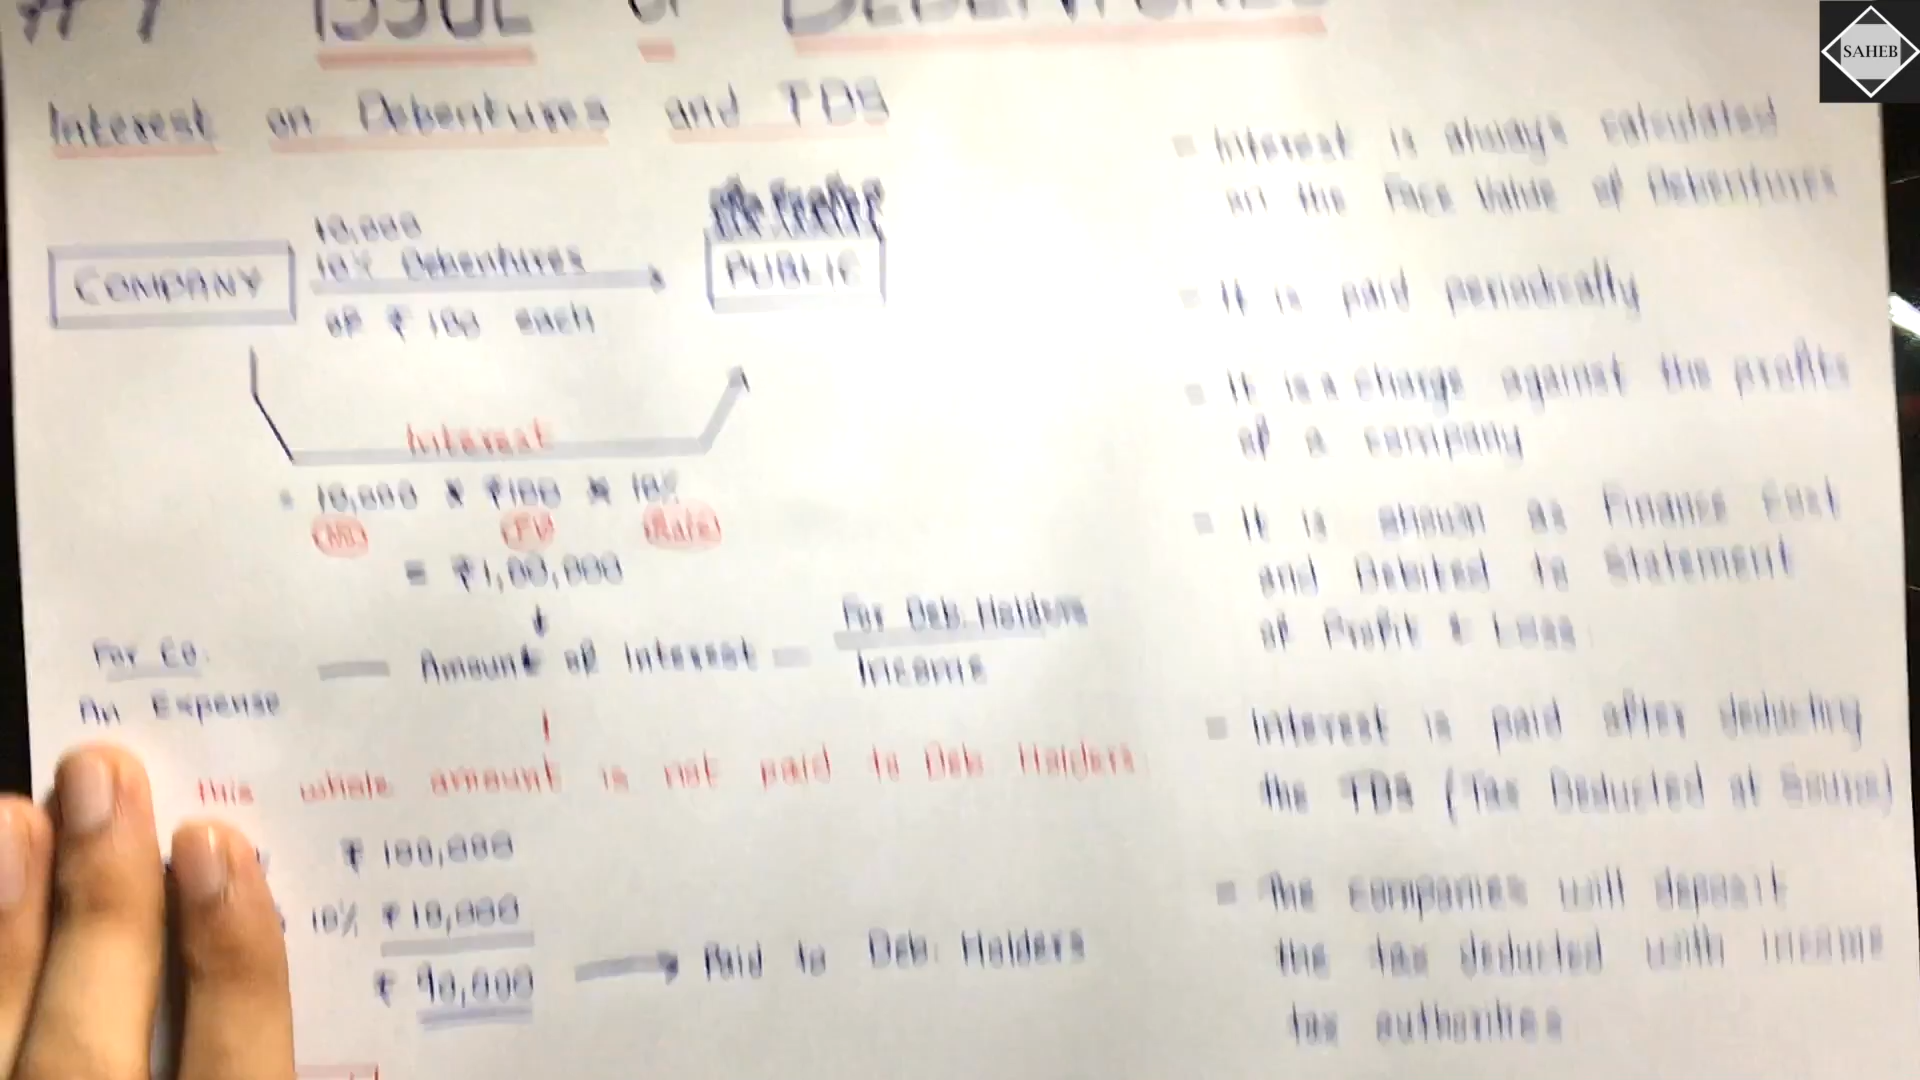 #7 ISSUE OF DEBENTURES
SAHEB
Interest on Debentures and TDS
COMPANY
10,000
10% Debentures
of ₹ 100 each
PUBLIC
Interest
= 10,000 x ₹100 x 10%
(FV) (Rate)
= ₹1,00,000
For Co.
An Expense
Amount of Interest
For Deb. Holders
Income
this whole amount is not paid to Deb Holders
₹ 100,000
10% ₹ 10,000
₹ 90,000
Paid to Deb. Holders
Interest is always calculated
on the Face Value of Debentures
It is paid periodically
It is a charge against the profits
of a company
It is shown as Finance Cost
and Debited to Statement
of Profit & Loss
Interest is paid after deducting
the TDS (Tax Deducted at Source)
The companies will deposit
the tax deducted with income
tax authorities